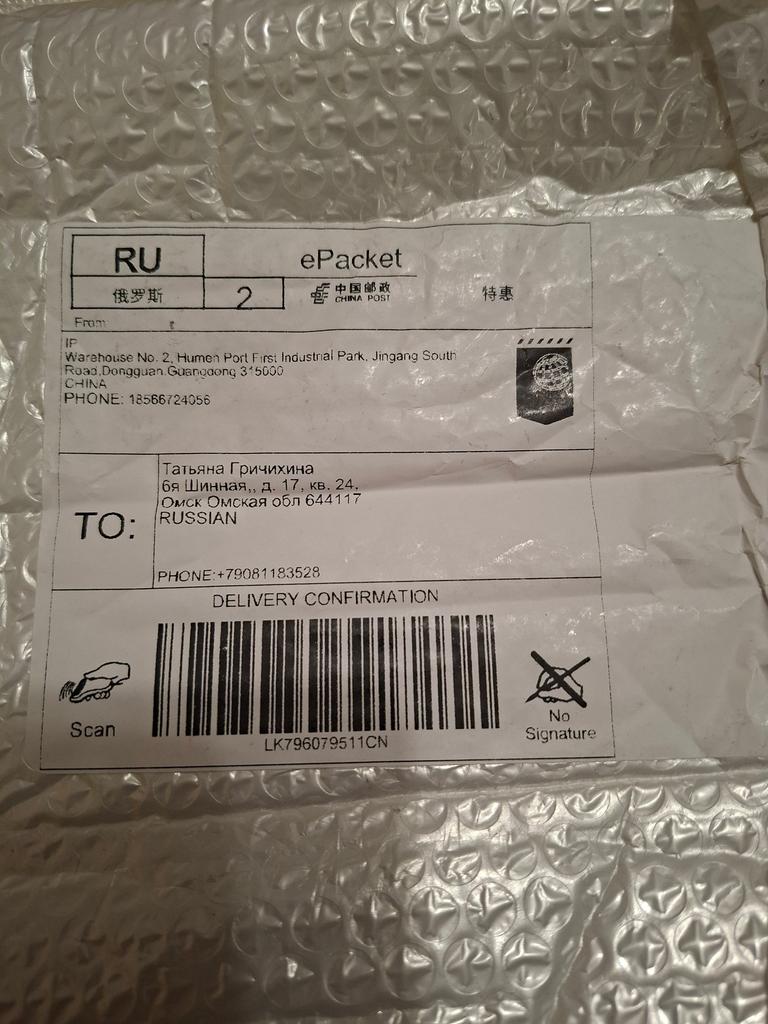 RU
ePacket
俄罗斯
2
中国邮政
CHINA POST
特惠
From
IP
Warehouse No. 2, Humen Port First Industrial Park, Jingang South
Road,Dongguan,Guangdong 315000
CHINA
PHONE: 18566724056
TO:
Татьяна Гричихина
6я Шинная,, д. 17, кв. 24,
Омск Омская обл 644117
RUSSIAN
PHONE:+79081183528
DELIVERY CONFIRMATION
Scan
LK796079511CN
No
Signature